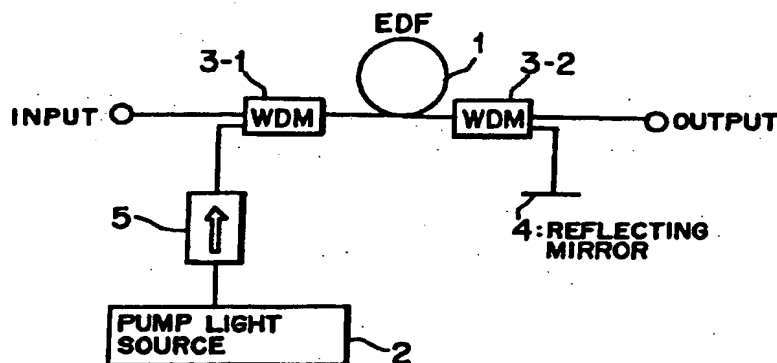 EDF
1
3-1
3-2
INPUT
WDM
WDM
OUTPUT
5
4:REFLECTING
MIRROR
PUMP LIGHT
SOURCE
2